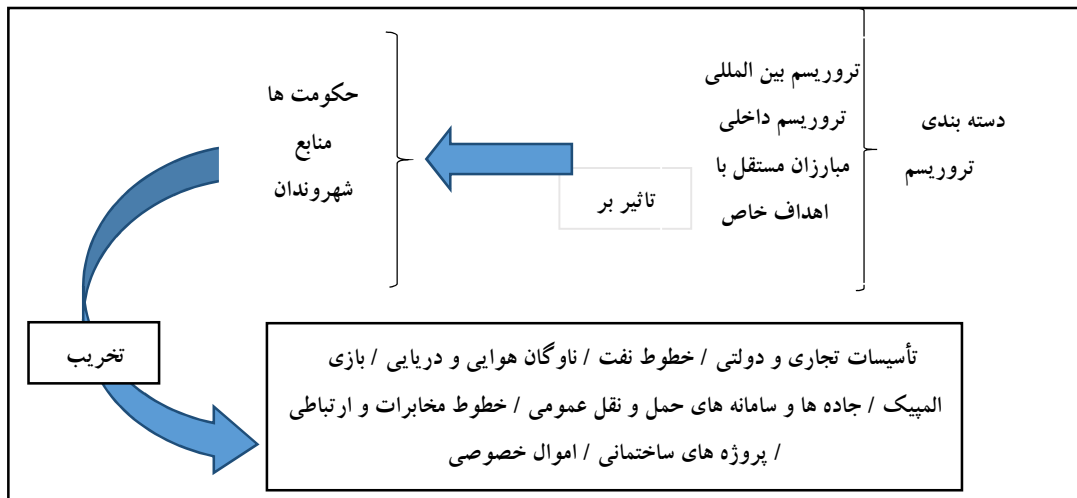 دسته بندی
تروریسم
تروریسم بین المللی
تروریسم داخلی
مبارزان مستقل با
اهداف خاص
تاثیر بر
حکومت ها
منابع
شهروندان
تخریب
تأسیسات تجاری و دولتی / خطوط نفت / ناوگان هوایی و دریایی / بازی
المپیک / جاده ها و سامانه های حمل و نقل عمومی / خطوط مخابرات و ارتباطی
/ پروژه های ساختمانی / اموال خصوصی